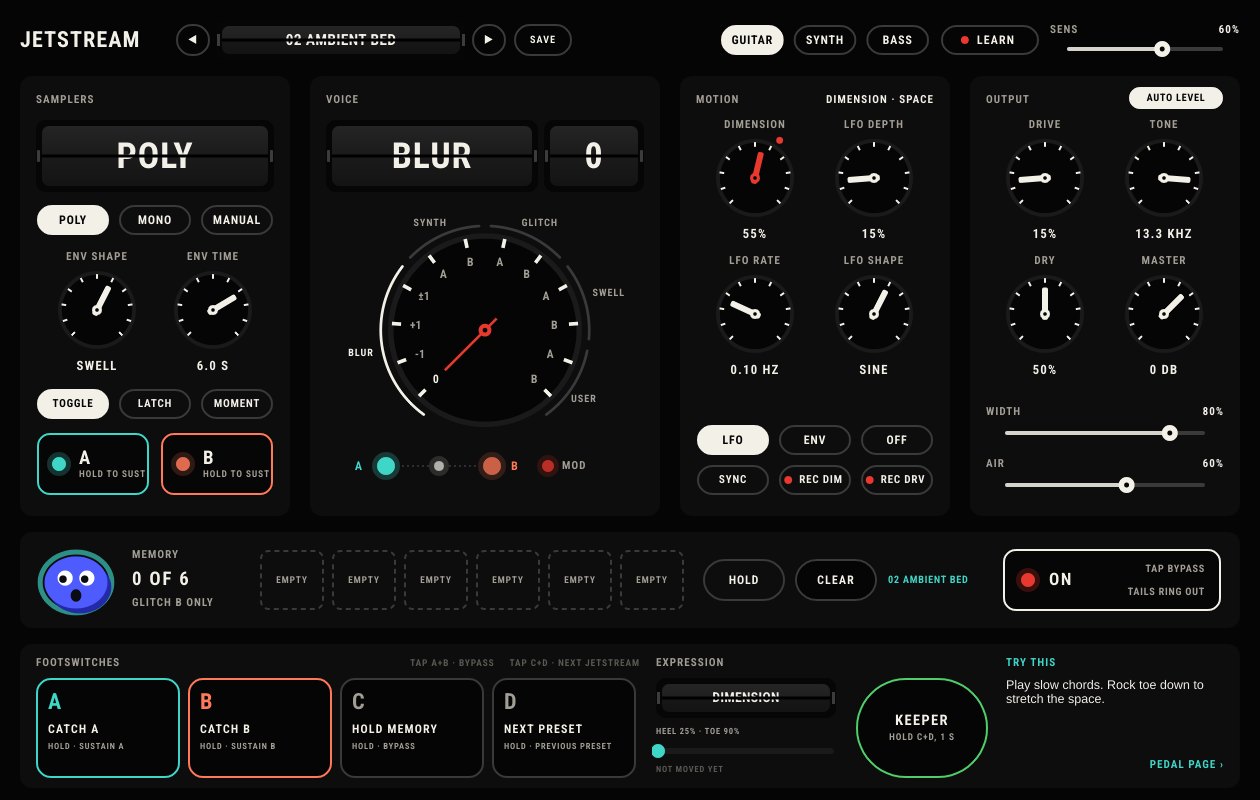 JETSTREAM
◀
02 AMBIENT BED
▶
SAVE
GUITAR
SYNTH
BASS
LEARN
SENS
60%
SAMPLERS
POLY
POLY
MONO
MANUAL
ENV SHAPE
ENV TIME
SWELL
6.0 S
TOGGLE
LATCH
MOMENT
A
HOLD TO SUST
B
HOLD TO SUST
VOICE
BLUR
0
SYNTH
GLITCH
B
A
A
B
±1
A
SWELL
+1
B
BLUR
-1
A
0
B
USER
A
B
MOD
MOTION
DIMENSION · SPACE
DIMENSION
LFO DEPTH
55%
15%
LFO RATE
LFO SHAPE
0.10 HZ
SINE
LFO
ENV
OFF
SYNC
REC DIM
REC DRV
OUTPUT
AUTO LEVEL
DRIVE
TONE
15%
13.3 KHZ
DRY
MASTER
50%
0 DB
WIDTH
80%
AIR
60%
MEMORY
0 OF 6
GLITCH B ONLY
EMPTY
EMPTY
EMPTY
EMPTY
EMPTY
EMPTY
HOLD
CLEAR
02 AMBIENT BED
ON
TAP BYPASS
TAILS RING OUT
FOOTSWITCHES
TAP A+B · BYPASS
TAP C+D · NEXT JETSTREAM
A
CATCH A
HOLD · SUSTAIN A
B
CATCH B
HOLD · SUSTAIN B
C
HOLD MEMORY
HOLD · BYPASS
D
NEXT PRESET
HOLD · PREVIOUS PRESET
EXPRESSION
DIMENSION
HEEL 25% · TOE 90%
NOT MOVED YET
KEEPER
HOLD C+D, 1 S
TRY THIS
Play slow chords. Rock toe down to
stretch the space.
PEDAL PAGE ›